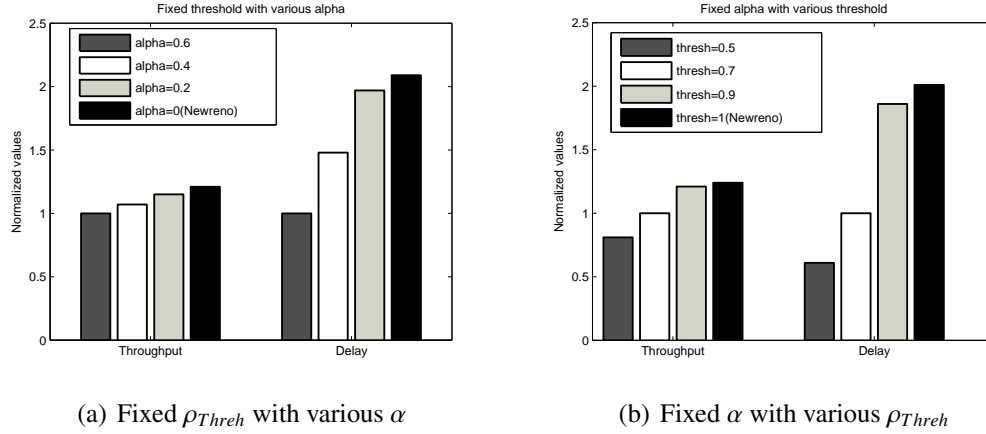 Fixed threshold with various alpha
2.5
2
1.5
1
0.5
0
Normalized values
alpha=0.6
alpha=0.4
alpha=0.2
alpha=0(Newreno)
Throughput Delay
(a) Fixed ρThreh with various α
Fixed alpha with various threshold
2.5
2
1.5
1
0.5
0
Normalized values
thresh=0.5
thresh=0.7
thresh=0.9
thresh=1(Newreno)
Throughput Delay
(b) Fixed α with various ρThreh